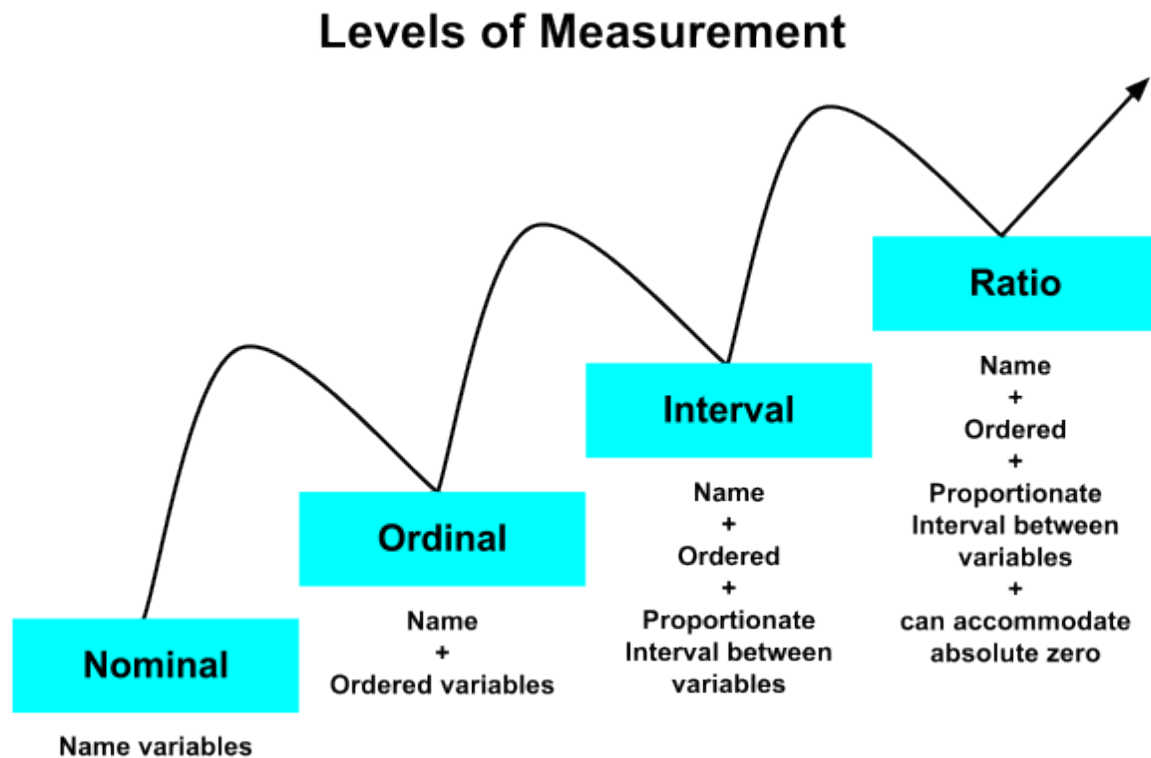 Levels of Measurement
Nominal
Name variables
Ordinal
Name
+
Ordered variables
Interval
Name
+
Ordered
+
Proportionate
Interval between
variables
Ratio
Name
+
Ordered
+
Proportionate
Interval between
variables
+
can accommodate
absolute zero